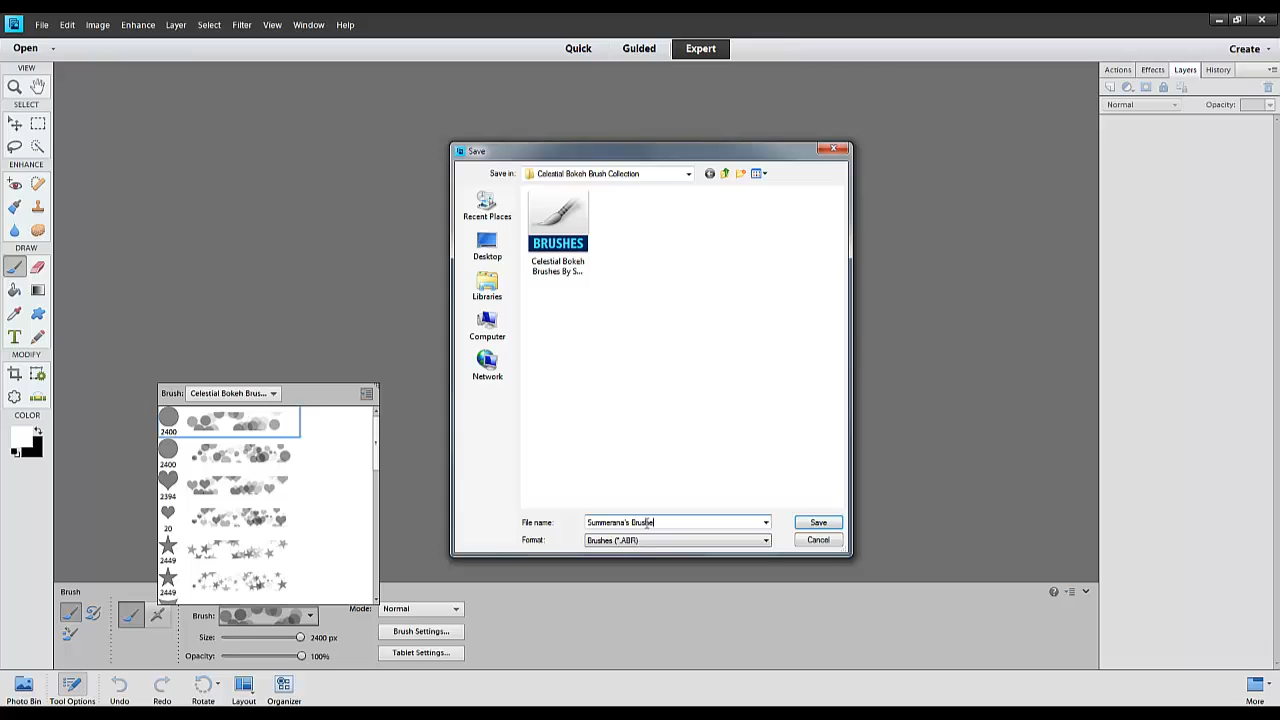 File Edit Image Enhance Layer Select Filter View Window Help
Open Quick Guided Expert Create
VIEW
SELECT
ENHANCE
DRAW
MODIFY
COLOR
Actions Effects Layers History
Normal Opacity:
Save
Save in: Celestial Bokeh Brush Collection
Recent Places
Desktop
Libraries
Computer
Network
BRUSHES
Celestial Bokeh
Brushes By S...
File name: Summerana's Brushe Save
Format: Brushes (*.ABR) Cancel
Brush: Celestial Bokeh Brus...
2400
2400
2394
20
2449
2449
Brush
Brush: Mode: Normal
Size: 2400 px Brush Settings...
Opacity: 100% Tablet Settings...
Photo Bin Tool Options Undo Redo Rotate Layout Organizer More